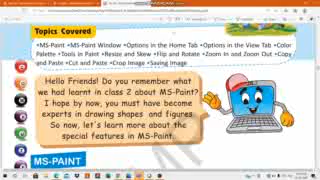 Topics Covered
•MS-Paint •MS-Paint Window •Options in the Home Tab •Options in the View Tab •Color
Palette •Tools in Paint •Resize and Skew •Flip and Rotate •Zoom In and Zoom Out •Copy
and Paste •Cut and Paste •Crop Image •Saving Image
Hello Friends! Do you remember what
we had learnt in class 2 about MS-Paint?
I hope by now, you must have become
experts in drawing shapes and figures.
So now, let's learn more about the
special features in MS-Paint.
MS-PAINT